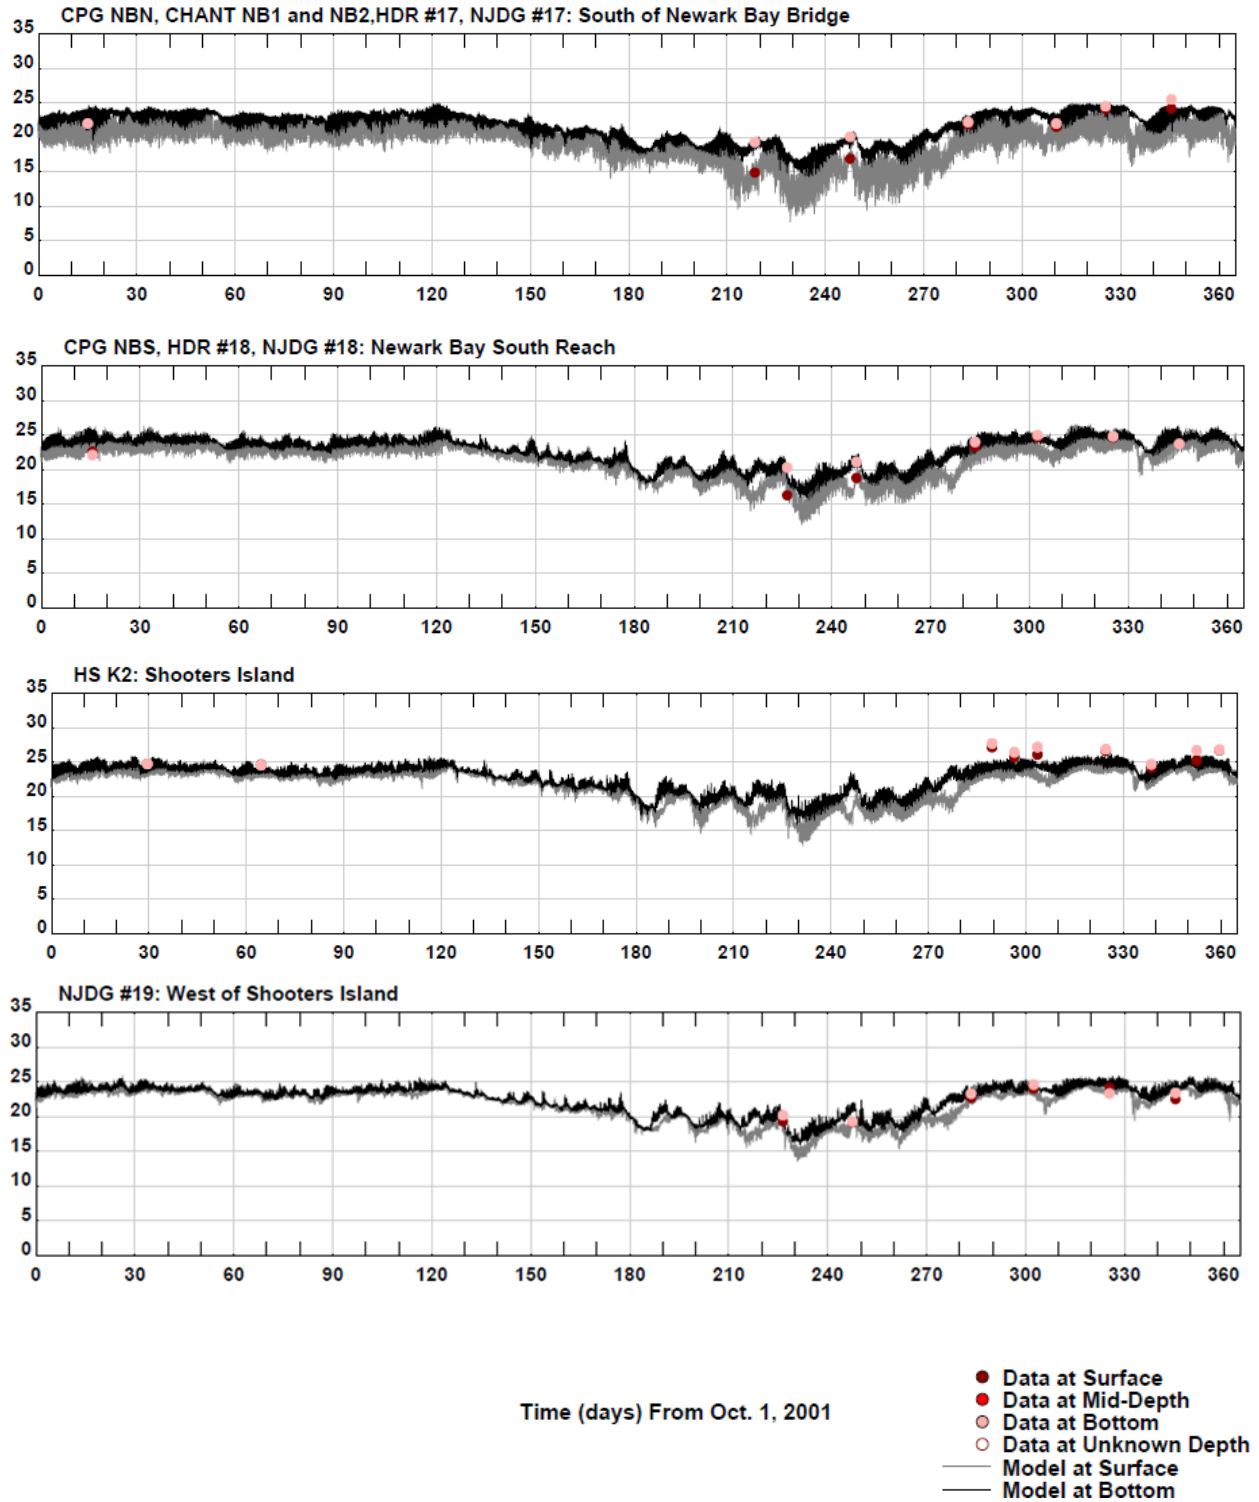 CPG NBN, CHANT NB1 and NB2,HDR #17, NJDG #17: South of Newark Bay Bridge
35
30
25
20
15
10
5
0
0 30 60 90 120 150 180 210 240 270 300 330 360
CPG NBS, HDR #18, NJDG #18: Newark Bay South Reach
35
30
25
20
15
10
5
0
0 30 60 90 120 150 180 210 240 270 300 330 360
HS K2: Shooters Island
35
30
25
20
15
10
5
0
0 30 60 90 120 150 180 210 240 270 300 330 360
NJDG #19: West of Shooters Island
35
30
25
20
15
10
5
0
0 30 60 90 120 150 180 210 240 270 300 330 360
Time (days) From Oct. 1, 2001
Data at Surface
Data at Mid-Depth
Data at Bottom
Data at Unknown Depth
Model at Surface
Model at Bottom